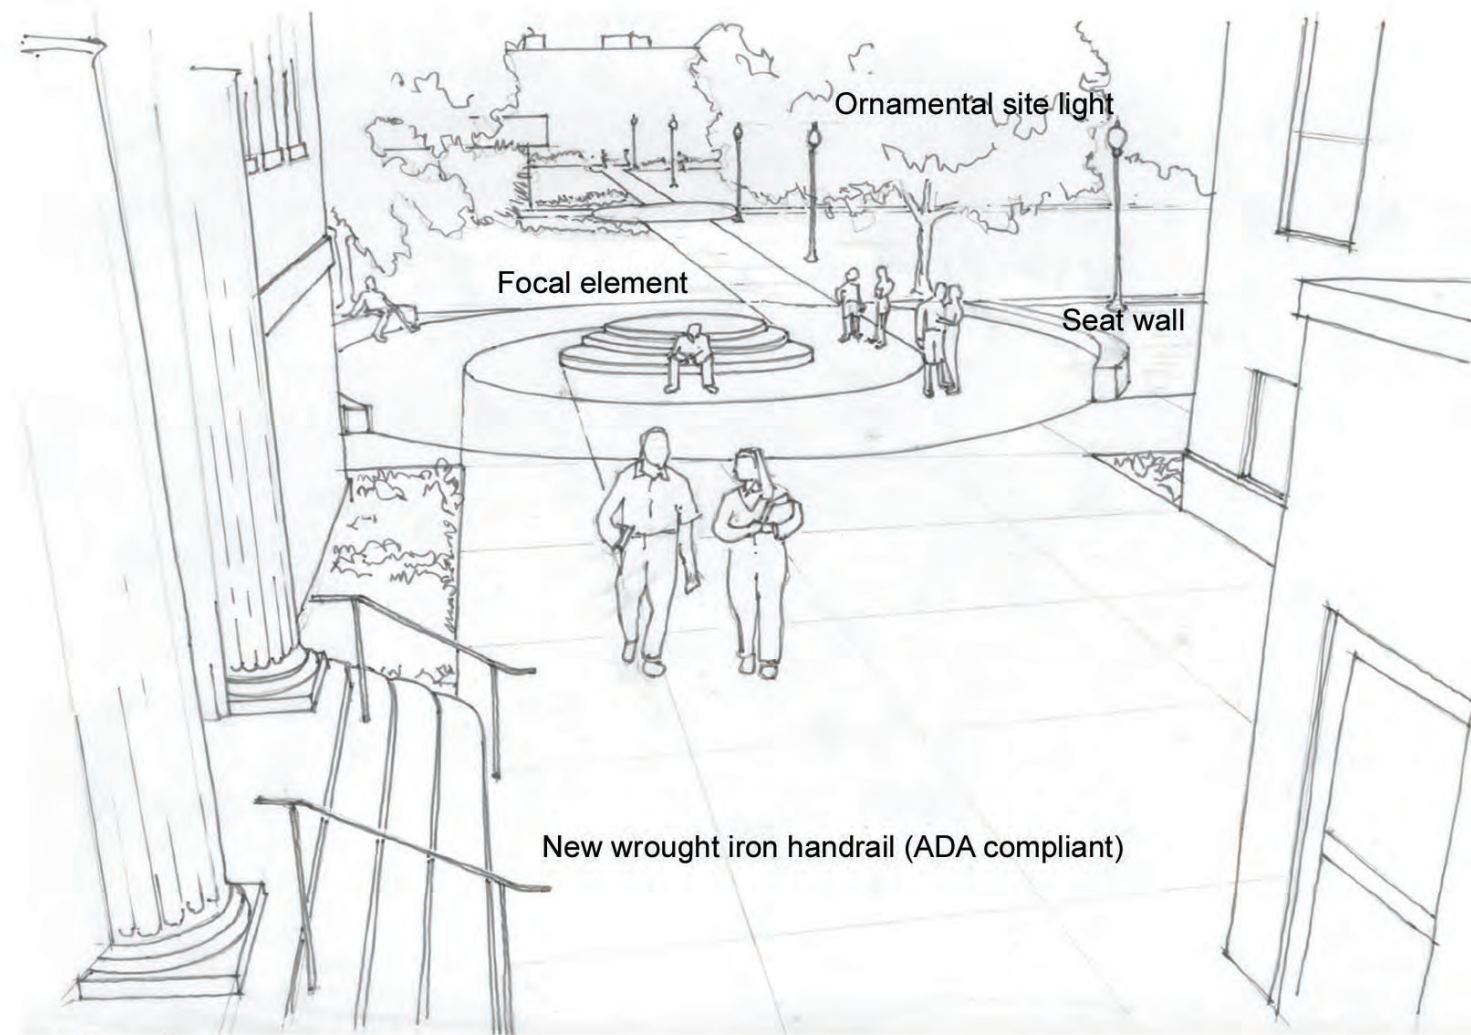 Ornamental site light
Focal element
Seat wall
New wrought iron handrail (ADA compliant)